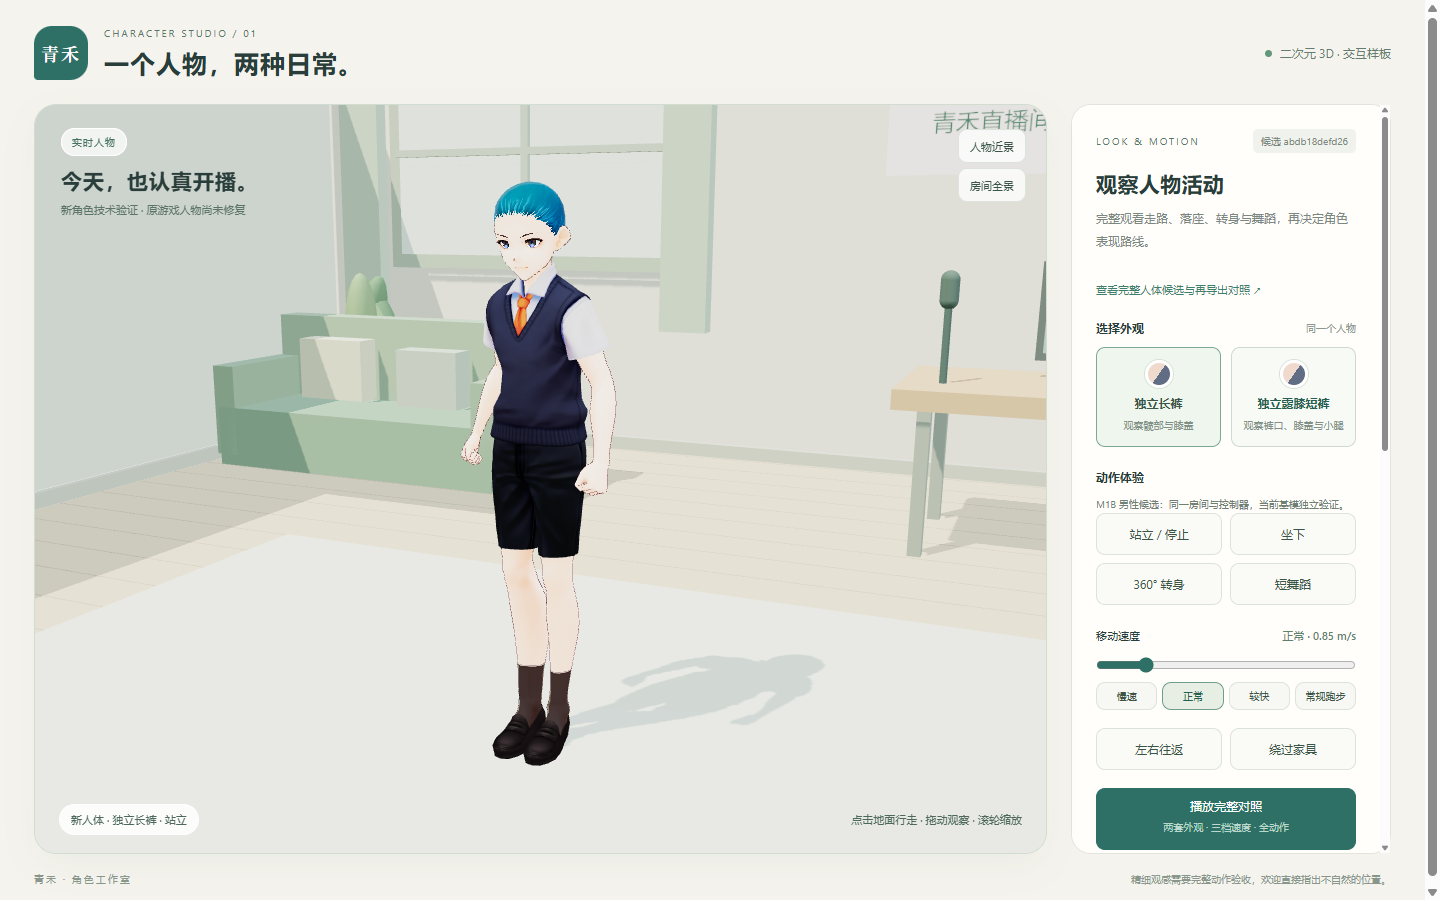 青禾
CHARACTER STUDIO / 01
一个人物，两种日常。
二次元 3D · 交互样板
实时人物
今天，也认真开播。
新角色技术验证 · 原游戏人物尚未修复
青禾直播间
人物近景
房间全景
新人体 · 独立长裤 · 站立
点击地面行走 · 拖动观察 · 滚轮缩放
LOOK & MOTION
候选 abdb18defd26
观察人物活动
完整观看走路、落座、转身与舞蹈，再决定角色
表现路线。
查看完整人体候选与再导出对照 ↗
选择外观
同一个人物
独立长裤
观察髋部与膝盖
独立露膝短裤
观察裤口、膝盖与小腿
动作体验
M1B 男性候选：同一房间与控制器，当前基模独立验证。
站立 / 停止
坐下
360° 转身
短舞蹈
移动速度
正常 · 0.85 m/s
慢速
正常
较快
常规跑步
左右往返
绕过家具
播放完整对照
两套外观 · 三档速度 · 全动作
青禾 · 角色工作室
精细观感需要完整动作验收，欢迎直接指出不自然的位置。